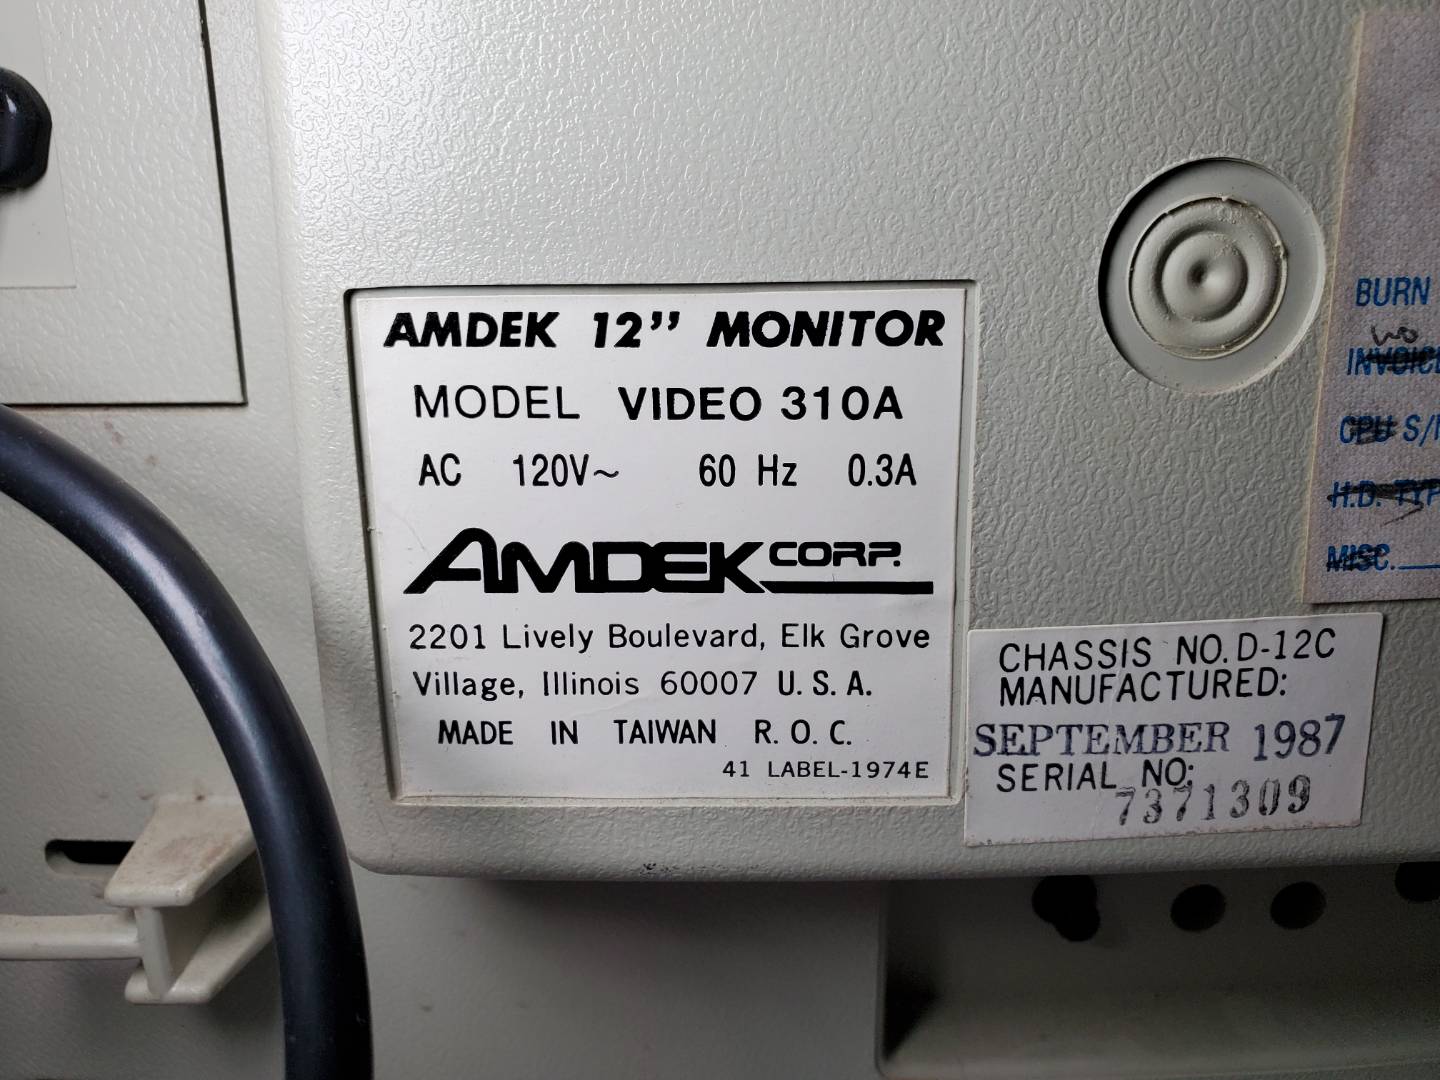 AMDEK 12" MONITOR
MODEL VIDEO 310A
AC 120V~ 60 Hz 0.3A
AMDEK CORP.
2201 Lively Boulevard, Elk Grove
Village, Illinois 60007 U.S.A.
MADE IN TAIWAN R.O.C.
41 LABEL-1974E
CHASSIS NO. D-12C
MANUFACTURED:
SEPTEMBER 1987
SERIAL NO:
7371309
BURN
CPU S/
H.D. TYP
MISC.